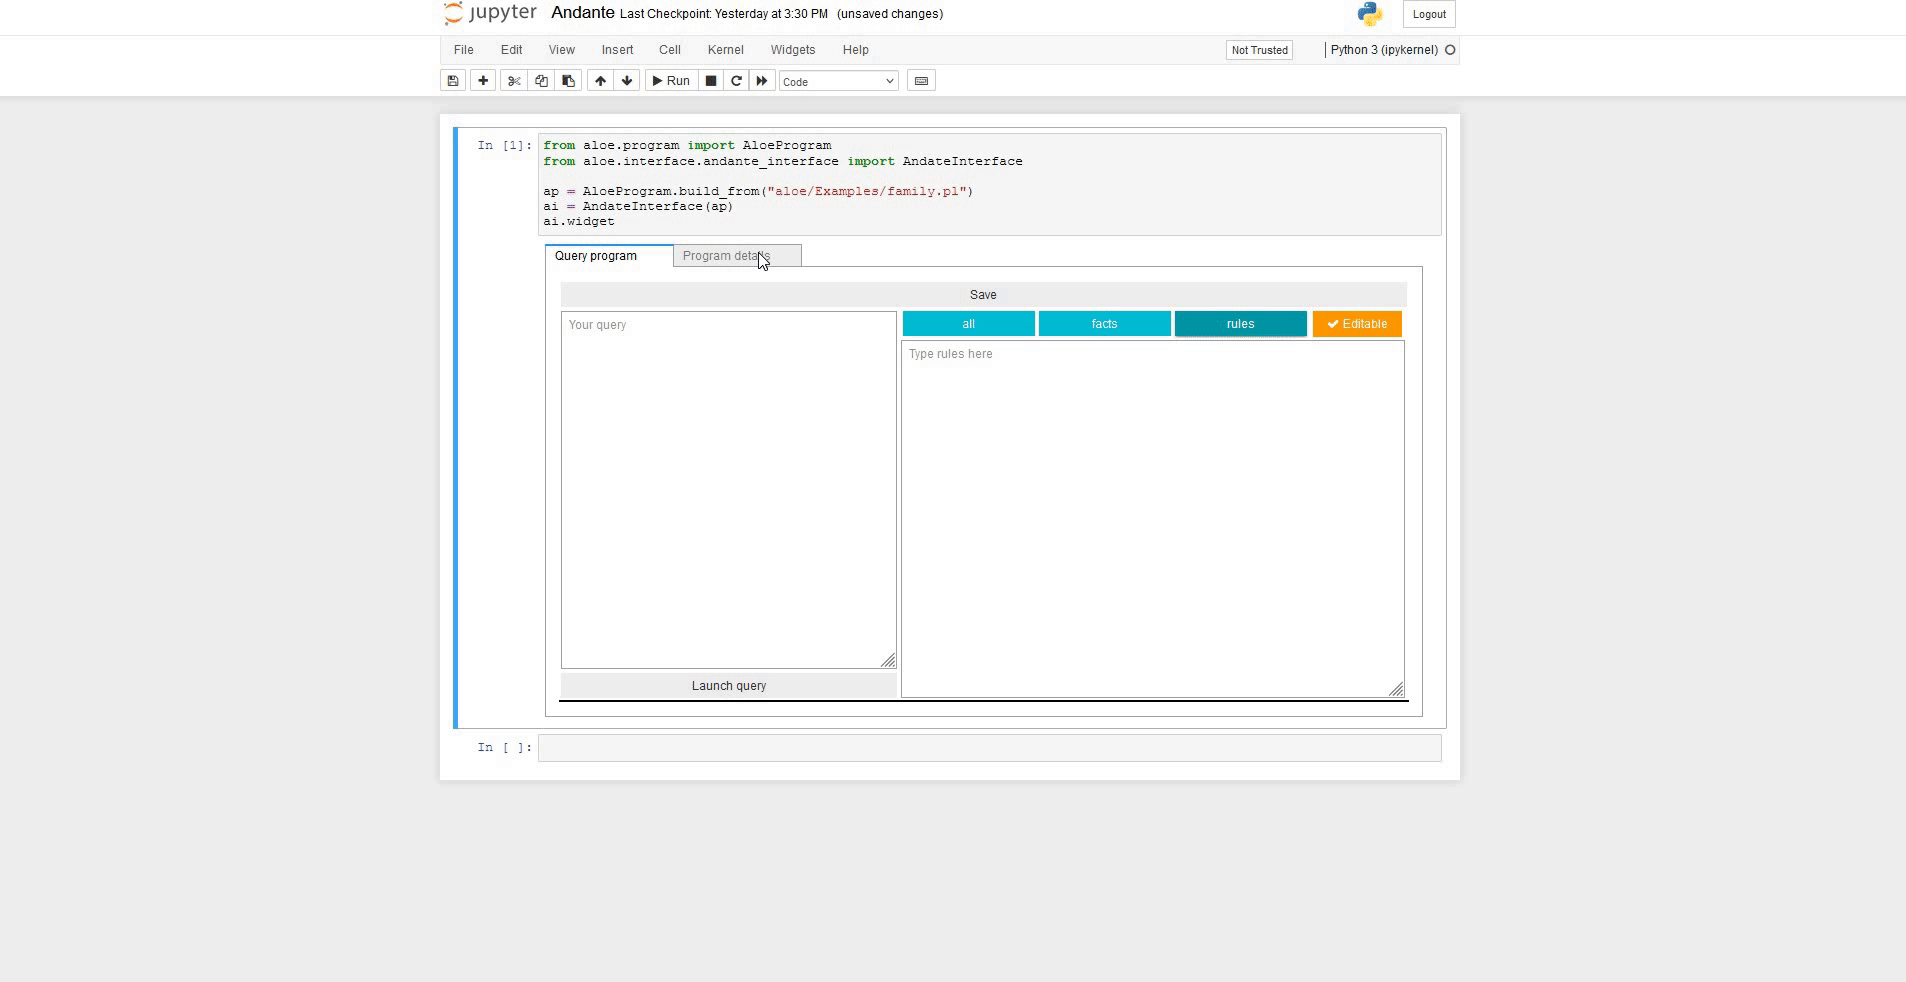 jupyter Andante Last Checkpoint: Yesterday at 3:30 PM (unsaved changes) Logout
File Edit View Insert Cell Kernel Widgets Help Not Trusted Python 3 (ipykernel)
Run Code
In [1]: from aloe.program import AloeProgram
from aloe.interface.andante_interface import AndateInterface
ap = AloeProgram.build_from("aloe/Examples/family.pl")
ai = AndateInterface(ap)
ai.widget
Query program Program details
Save
Your query all facts rules Editable
Type rules here
Launch query
In [ ]: